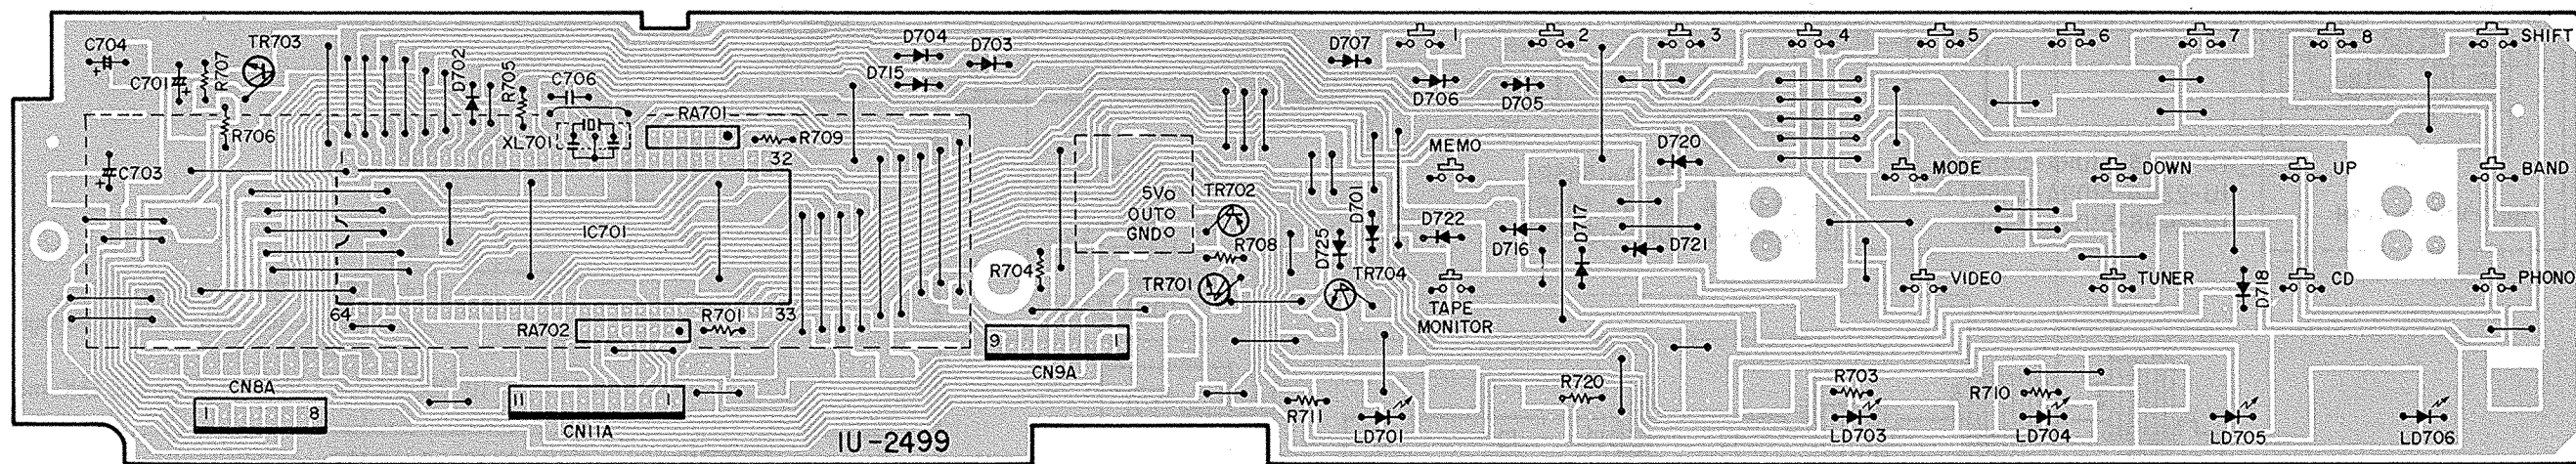 C704
TR703
C701
R707
D702
R705
C706
D704
D703
D715
D707
D706
D705
1
2
3
4
5
6
7
8
SHIFT
R706
XL701
RA701
R709
32
C703
MEMO
D720
MODE
DOWN
UP
BAND
5V
OUT
GND
TR702
R708
D701
D722
D716
D717
D721
IC701
R704
TR701
D725
TR704
TAPE
MONITOR
VIDEO
TUNER
D718
CD
PHONO
64
RA702
R701
33
9
1
CN9A
CN8A
1
8
11
1
CN11A
IU-2499
R711
LD701
R720
R703
LD703
R710
LD704
LD705
LD706